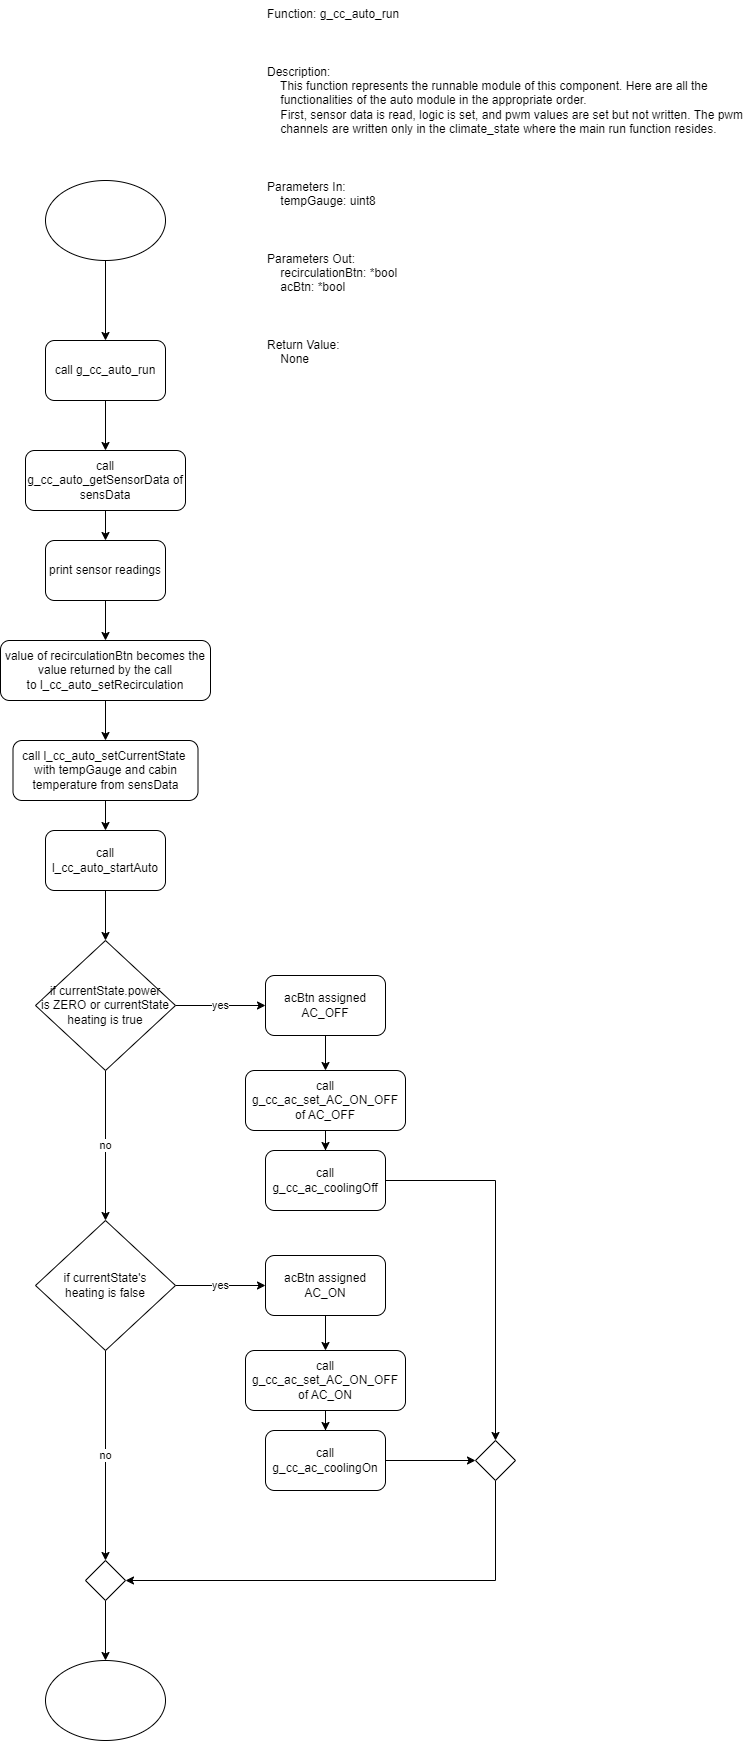 Function: g_cc_auto_run
Description:
This function represents the runnable module of this component. Here are all the
functionalities of the auto module in the appropriate order.
First, sensor data is read, logic is set, and pwm values are set but not written. The pwm
channels are written only in the climate_state where the main run function resides.
Parameters In:
tempGauge: uint8
Parameters Out:
recirculationBtn: *bool
acBtn: *bool
Return Value:
None
call g_cc_auto_run
call
g_cc_auto_getSensorData of
sensData
print sensor readings
value of recirculationBtn becomes the
value returned by the call
to l_cc_auto_setRecirculation
call l_cc_auto_setCurrentState
with tempGauge and cabin
temperature from sensData
call
l_cc_auto_startAuto
if currentState.power
is ZERO or currentState
heating is true
yes
acBtn assigned
AC_OFF
call
g_cc_ac_set_AC_ON_OFF
of AC_OFF
call
g_cc_ac_coolingOff
no
if currentState's
heating is false
yes
acBtn assigned
AC_ON
call
g_cc_ac_set_AC_ON_OFF
of AC_ON
call
g_cc_ac_coolingOn
no